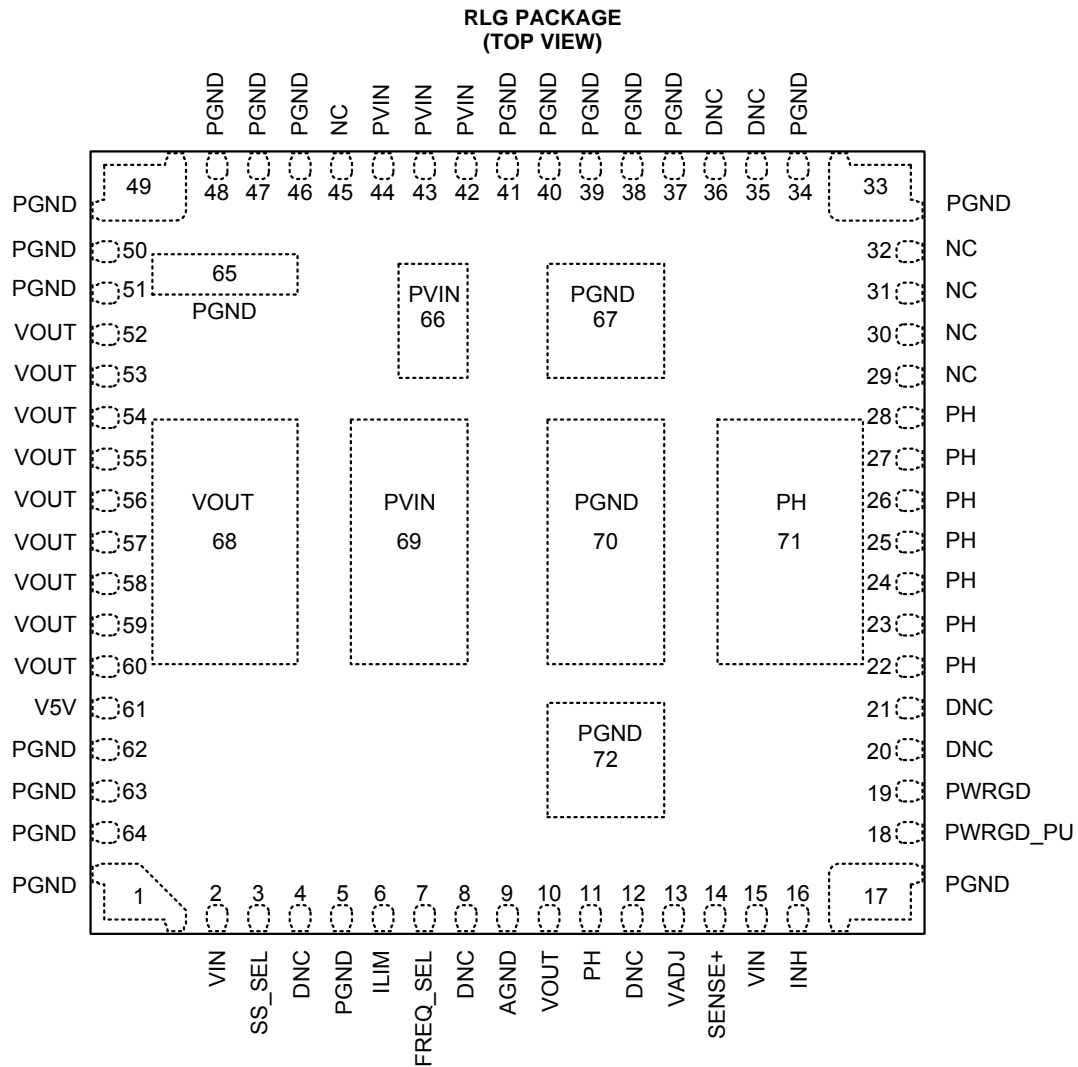 RLG PACKAGE
(TOP VIEW)
PGND PGND PGND NC PVIN PVIN PVIN PGND PGND PGND PGND PGND DNC DNC PGND
49 48 47 46 45 44 43 42 41 40 39 38 37 36 35 34 33
PGND PGND
PGND 50 32 NC
PGND 51 31 NC
65
PGND
PVIN
66
PGND
67
VOUT 52 30 NC
VOUT 53 29 NC
VOUT 54 28 PH
VOUT 55 27 PH
VOUT 56 VOUT PVIN PGND PH 26 PH
VOUT 57 68 69 70 71 25 PH
VOUT 58 24 PH
VOUT 59 23 PH
VOUT 60 22 PH
V5V 61 21 DNC
PGND
72
PGND 62 20 DNC
PGND 63 19 PWRGD
PGND 64 18 PWRGD_PU
PGND PGND
1 2 3 4 5 6 7 8 9 10 11 12 13 14 15 16 17
VIN SS_SEL DNC PGND ILIM FREQ_SEL DNC AGND VOUT PH DNC VADJ SENSE+ VIN INH